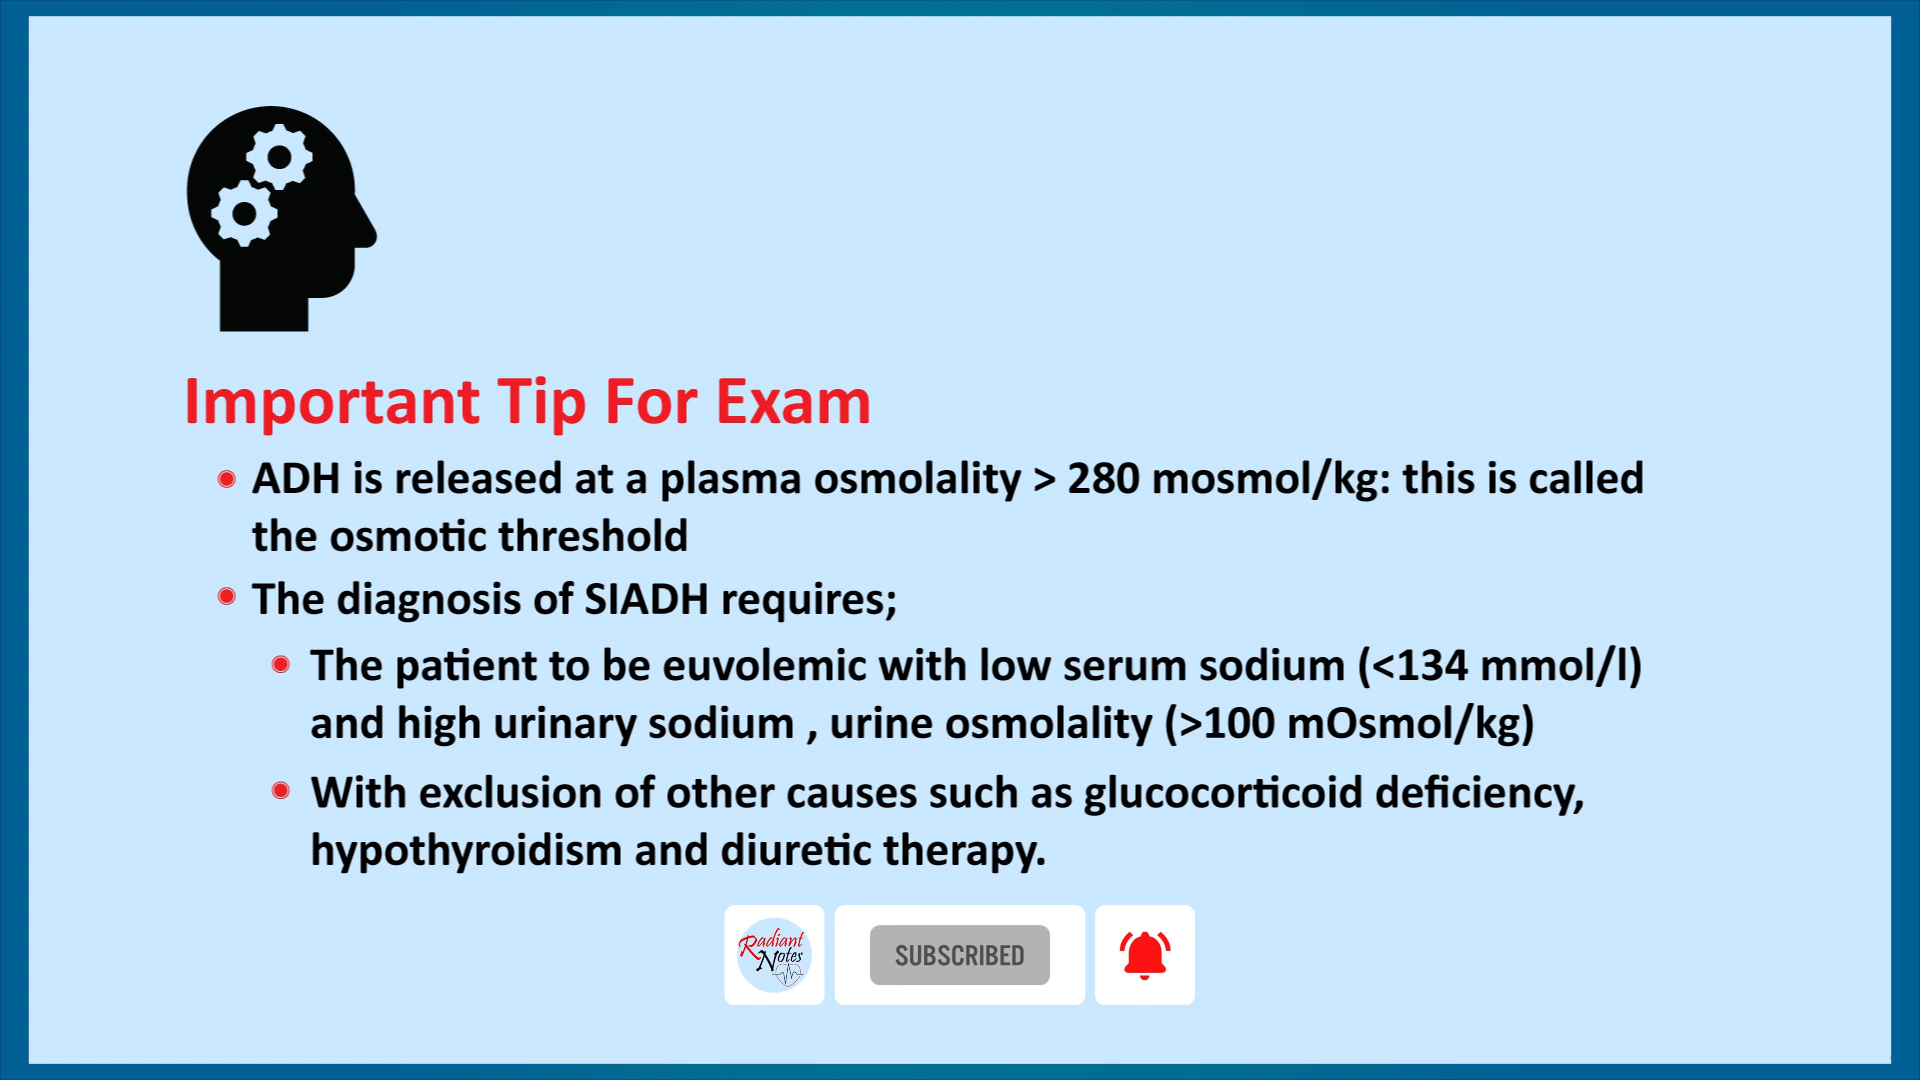 Important Tip For Exam
ADH is released at a plasma osmolality > 280 mosmol/kg: this is called
the osmotic threshold
The diagnosis of SIADH requires;
The patient to be euvolemic with low serum sodium (<134 mmol/l)
and high urinary sodium , urine osmolality (>100 mOsmol/kg)
With exclusion of other causes such as glucocorticoid deficiency,
hypothyroidism and diuretic therapy.
Radiant
Notes
SUBSCRIBED